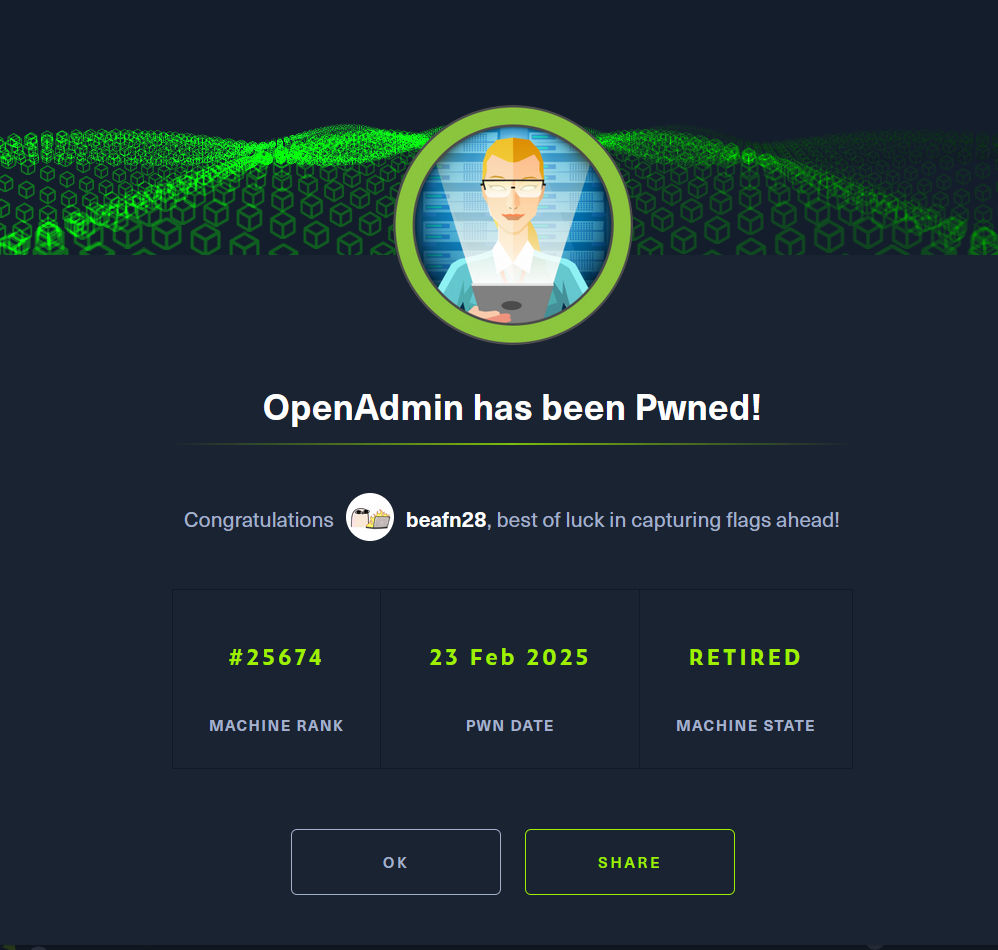 OpenAdmin has been Pwned!
Congratulations beafn28, best of luck in capturing flags ahead!
#25674 23 Feb 2025 RETIRED
MACHINE RANK PWN DATE MACHINE STATE
OK SHARE